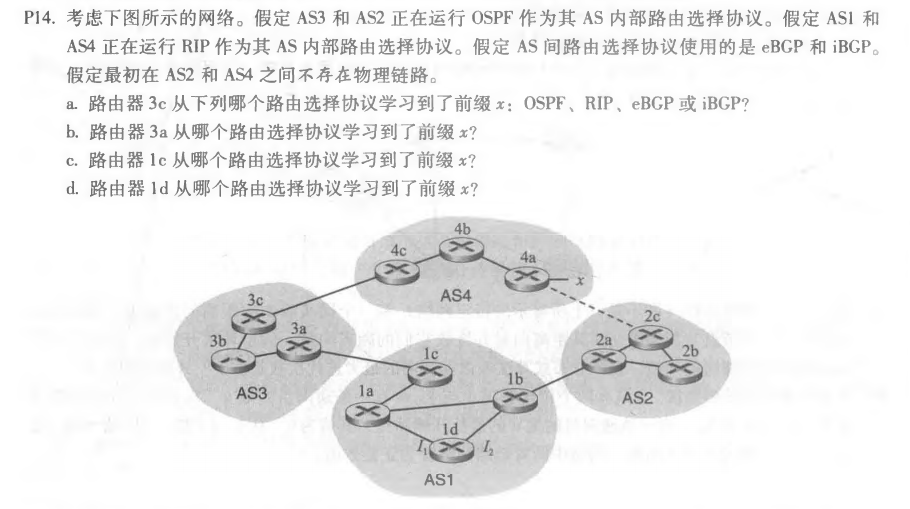 P14. 考虑下图所示的网络。假定 AS3 和 AS2 正在运行 OSPF 作为其 AS 内部路由选择协议。假定 AS1 和
AS4 正在运行 RIP 作为其 AS 内部路由选择协议。假定 AS 间路由选择协议使用的是 eBGP 和 iBGP。
假定最初在 AS2 和 AS4 之间不存在物理链路。
a. 路由器 3c 从下列哪个路由选择协议学习到了前缀 x：OSPF、RIP、eBGP 或 iBGP?
b. 路由器 3a 从哪个路由选择协议学习到了前缀 x?
c. 路由器 1c 从哪个路由选择协议学习到了前缀 x?
d. 路由器 1d 从哪个路由选择协议学习到了前缀 x?
4b
4c
4a
x
AS4
3c
3a
3b
AS3
2c
2a
2b
AS2
1c
1b
1a
1d
I₁
I₂
AS1